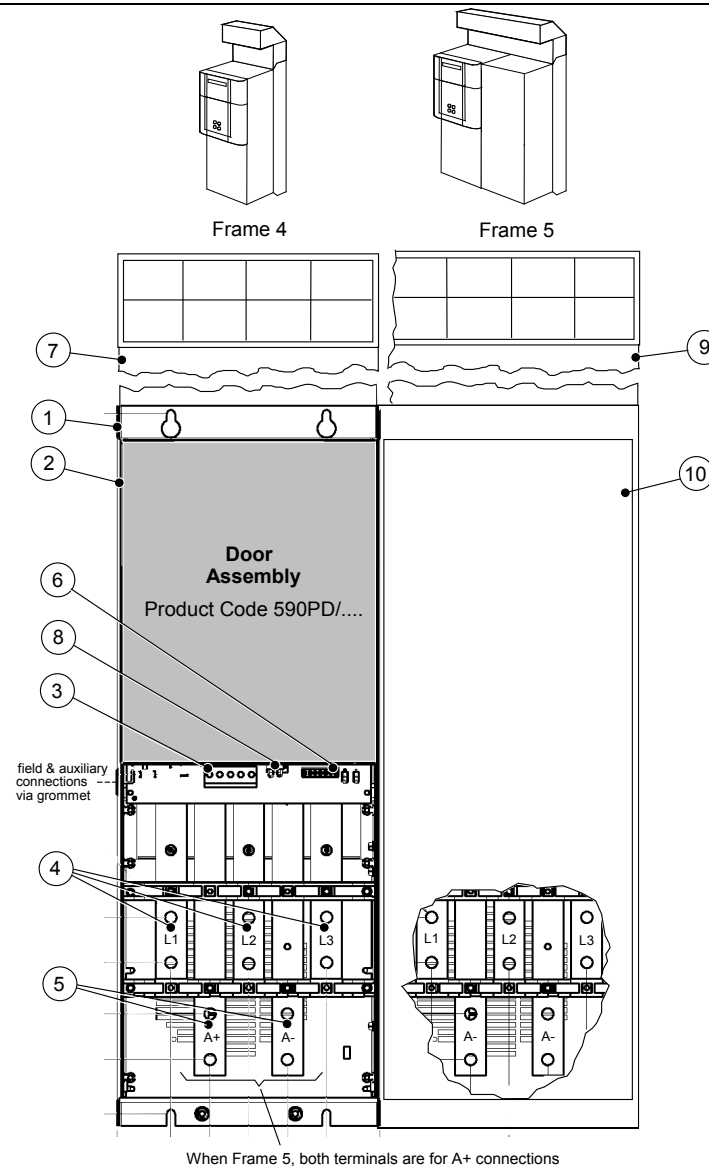 Frame 4
Frame 5
7
9
1
2
10
Door
Assembly
Product Code 590PD/....
6
8
3
field & auxiliary
connections
via grommet
4
L1
L2
L3
L1
L2
L3
5
A+
A-
A-
A-
When Frame 5, both terminals are for A+ connections